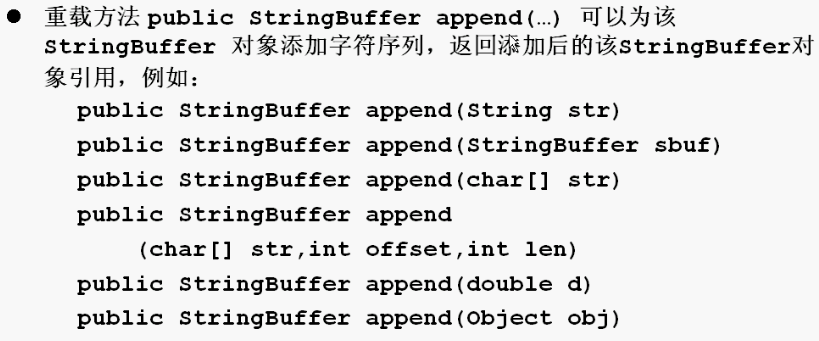 ● 重载方法 public StringBuffer append(…) 可以为该
StringBuffer 对象添加字符序列，返回添加后的该StringBuffer对
象引用，例如：
public StringBuffer append(String str)
public StringBuffer append(StringBuffer sbuf)
public StringBuffer append(char[] str)
public StringBuffer append
(char[] str,int offset,int len)
public StringBuffer append(double d)
public StringBuffer append(Object obj)